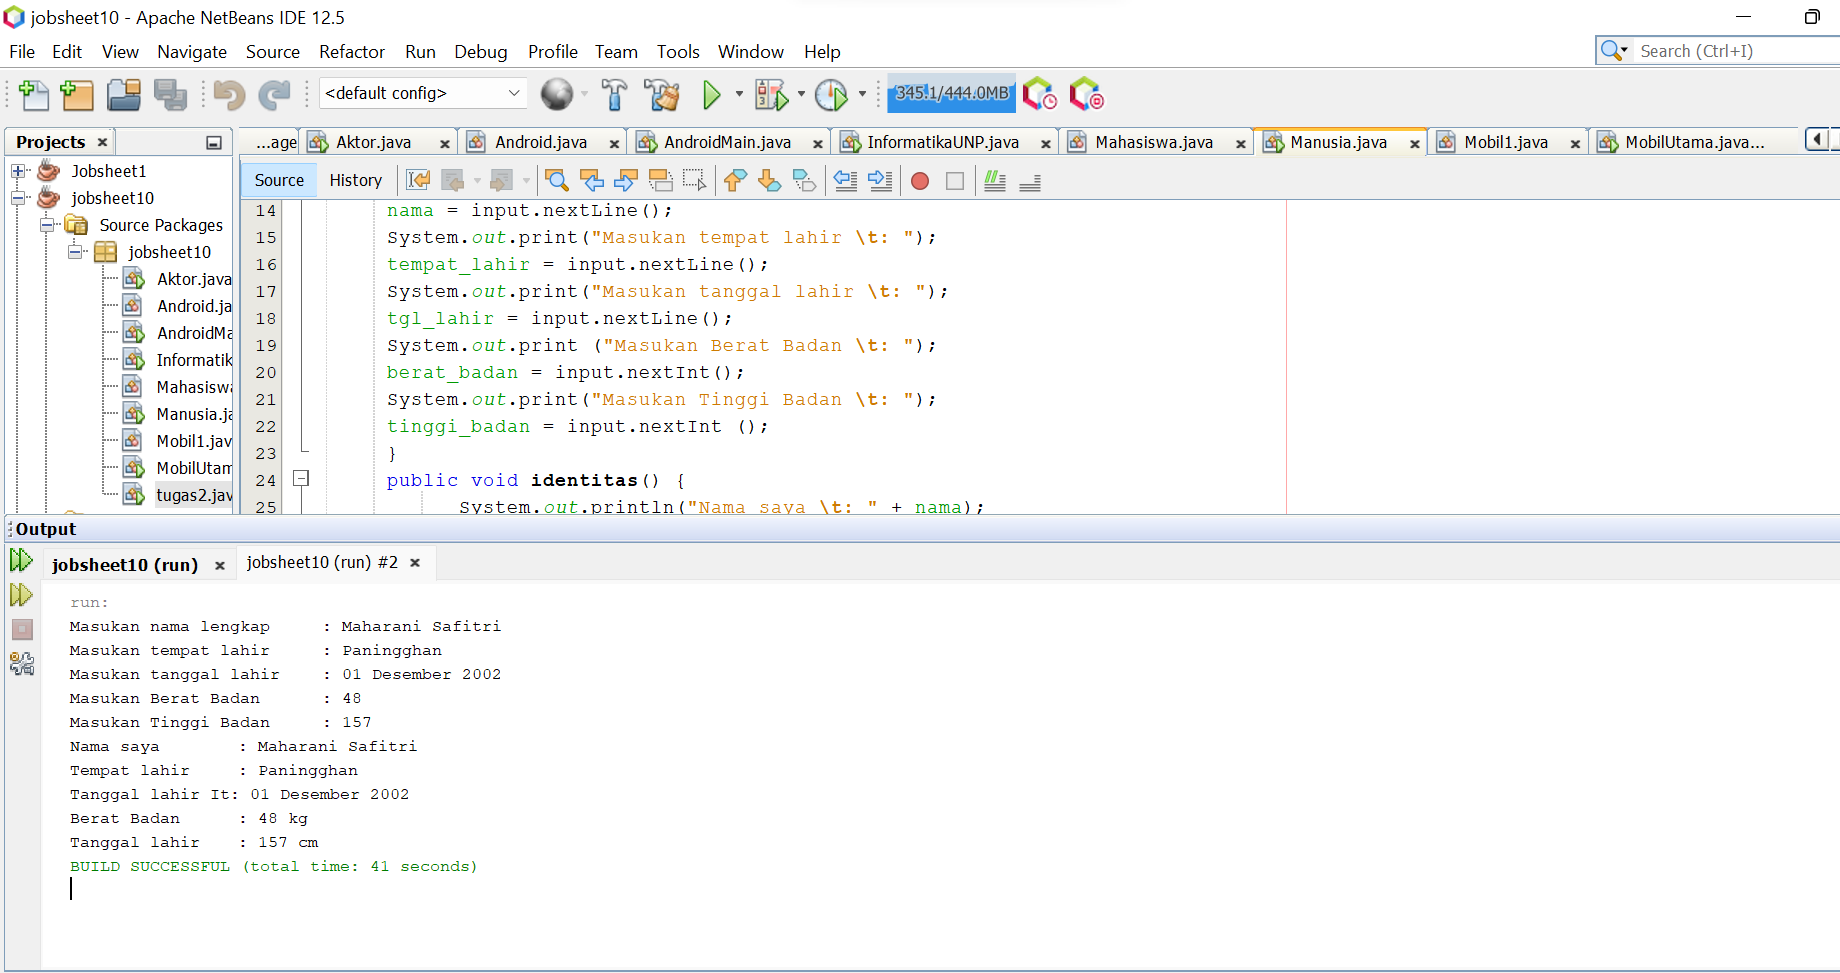 jobsheet10 - Apache NetBeans IDE 12.5
File Edit View Navigate Source Refactor Run Debug Profile Team Tools Window Help
Search (Ctrl+I)
<default config>
345.1/444.0MB
Projects
...age Aktor.java Android.java AndroidMain.java InformatikaUNP.java Mahasiswa.java Manusia.java Mobil1.java MobilUtama.java...
Jobsheet1
jobsheet10
Source Packages
jobsheet10
Aktor.java
Android.ja
AndroidMa
Informatik
Mahasiswa
Manusia.ja
Mobil1.jav
MobilUtam
tugas2.jav
Source History
14 nama = input.nextLine();
15 System.out.print("Masukan tempat lahir \t: ");
16 tempat_lahir = input.nextLine();
17 System.out.print("Masukan tanggal lahir \t: ");
18 tgl_lahir = input.nextLine();
19 System.out.print ("Masukan Berat Badan \t: ");
20 berat_badan = input.nextInt();
21 System.out.print("Masukan Tinggi Badan \t: ");
22 tinggi_badan = input.nextInt ();
23 }
24 public void identitas() {
25 System.out.println("Nama saya \t: " + nama);
Output
jobsheet10 (run) jobsheet10 (run) #2
run:
Masukan nama lengkap : Maharani Safitri
Masukan tempat lahir : Paningghan
Masukan tanggal lahir : 01 Desember 2002
Masukan Berat Badan : 48
Masukan Tinggi Badan : 157
Nama saya : Maharani Safitri
Tempat lahir : Paningghan
Tanggal lahir It: 01 Desember 2002
Berat Badan : 48 kg
Tanggal lahir : 157 cm
BUILD SUCCESSFUL (total time: 41 seconds)